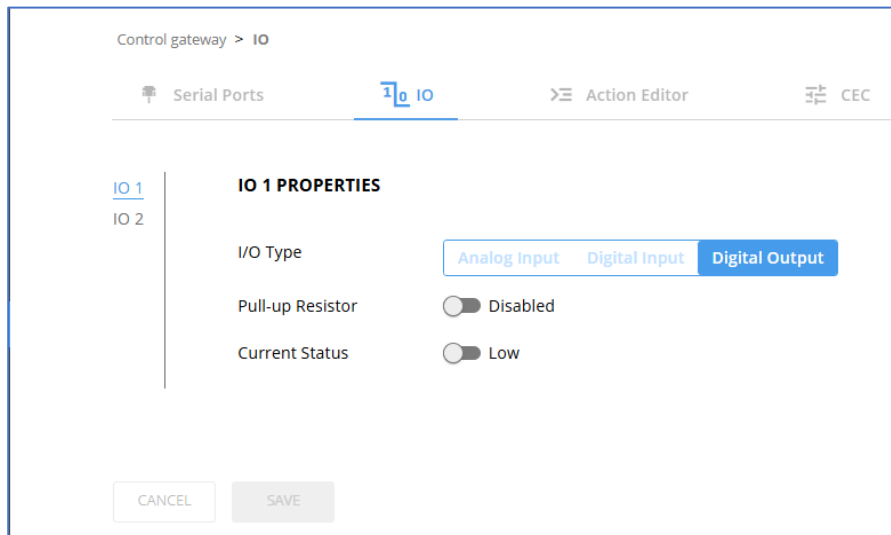 Control gateway > IO
Serial Ports
1 0 IO
Action Editor
CEC
IO 1
IO 2
IO 1 PROPERTIES
I/O Type
Analog Input Digital Input Digital Output
Pull-up Resistor Disabled
Current Status Low
CANCEL SAVE